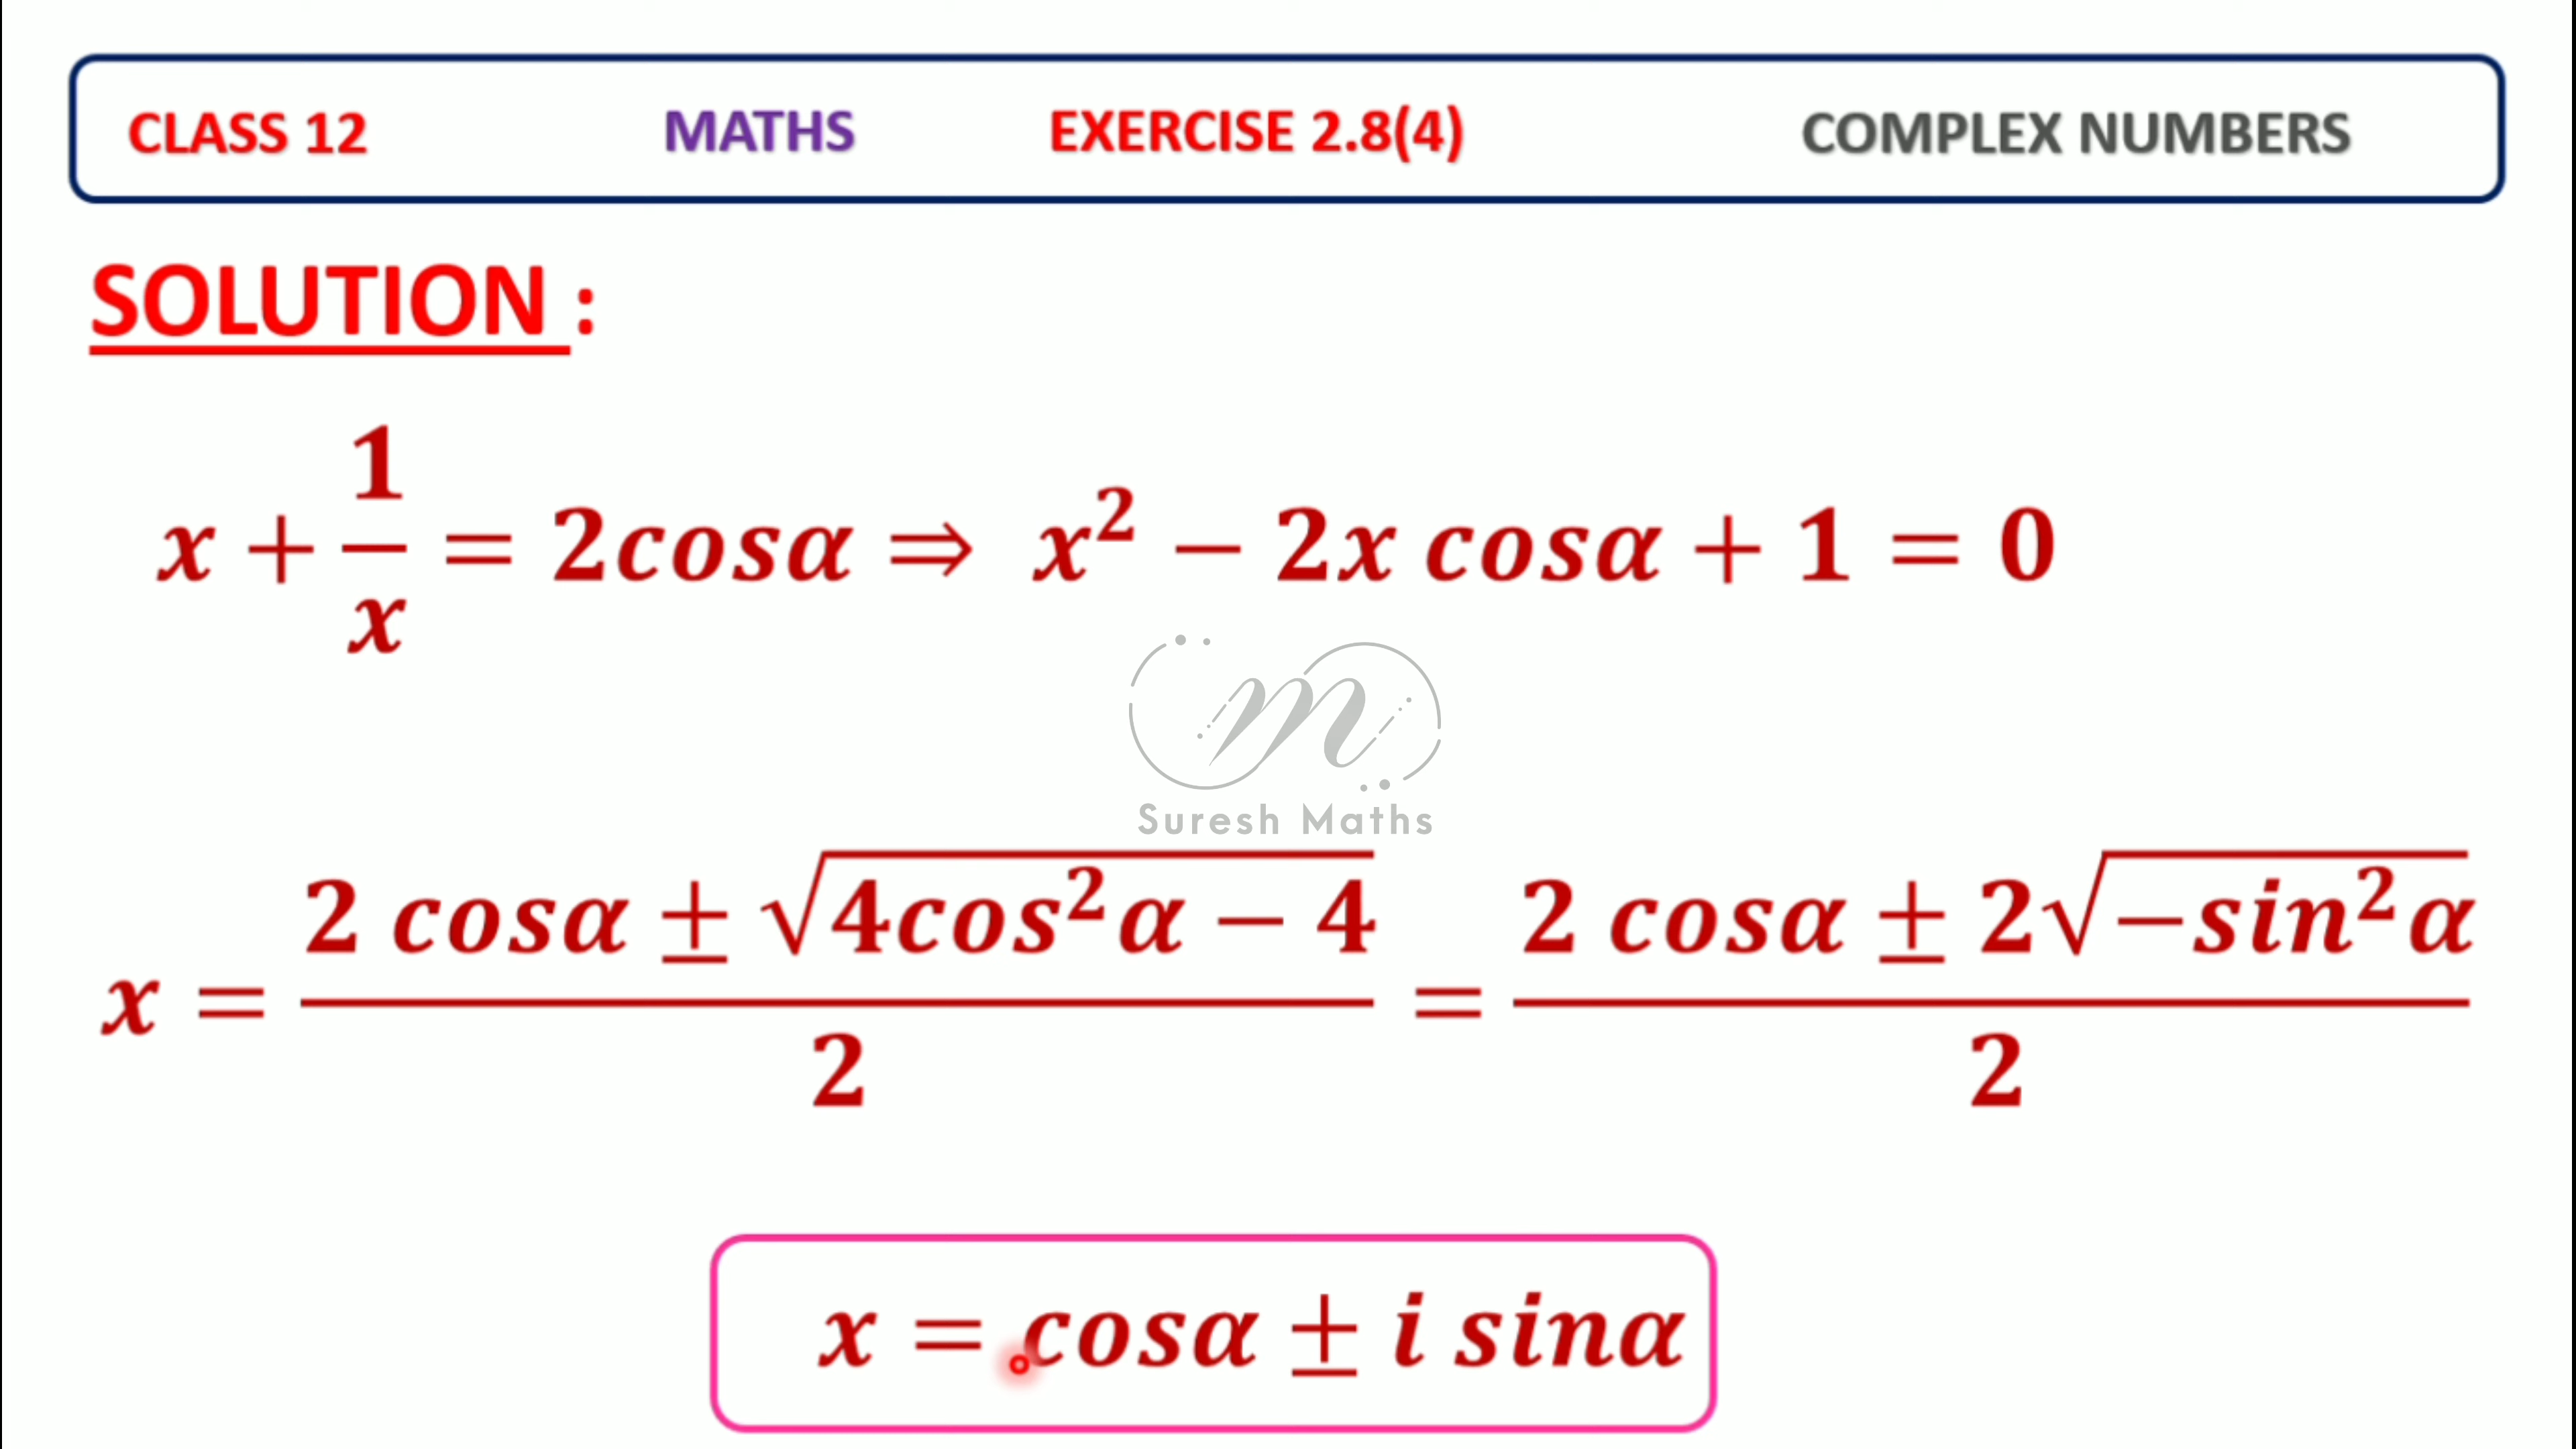 CLASS 12 MATHS EXERCISE 2.8(4) COMPLEX NUMBERS
SOLUTION :
x + 1/x = 2cosα ⇒ x² − 2x cosα + 1 = 0
m
Suresh Maths
x = (2 cosα ± √(4cos²α − 4))/2 = (2 cosα ± 2√(−sin²α))/2
x = cosα ± i sinα